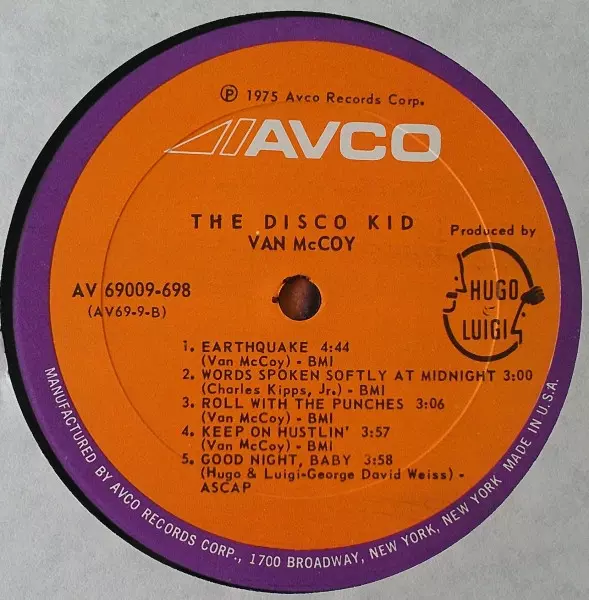 ℗ 1975 Avco Records Corp.
AVCO
THE DISCO KID
VAN McCOY
Produced by
HUGO
LUIGI
AV 69009-698
(AV69-9-B)
1. EARTHQUAKE 4:44
(Van McCoy) - BMI
2. WORDS SPOKEN SOFTLY AT MIDNIGHT 3:00
(Charles Kipps, Jr.) - BMI
3. ROLL WITH THE PUNCHES 3:06
(Van McCoy) - BMI
4. KEEP ON HUSTLIN' 3:57
(Van McCoy) - BMI
5. GOOD NIGHT, BABY 3:58
(Hugo & Luigi-George David Weiss) -
ASCAP
MANUFACTURED BY AVCO RECORDS CORP., 1700 BROADWAY, NEW YORK, NEW YORK MADE IN U.S.A.